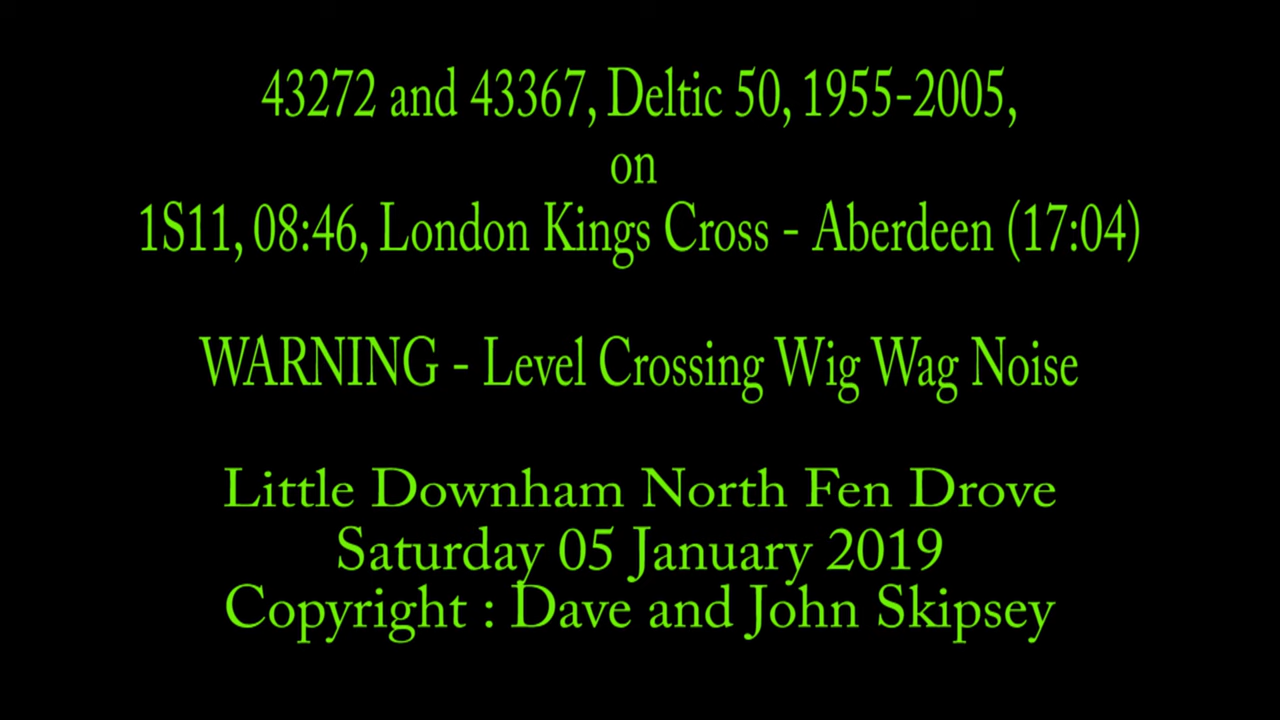 43272 and 43367, Deltic 50, 1955-2005,
on
1S11, 08:46, London Kings Cross - Aberdeen (17:04)
WARNING - Level Crossing Wig Wag Noise
Little Downham North Fen Drove
Saturday 05 January 2019
Copyright : Dave and John Skipsey